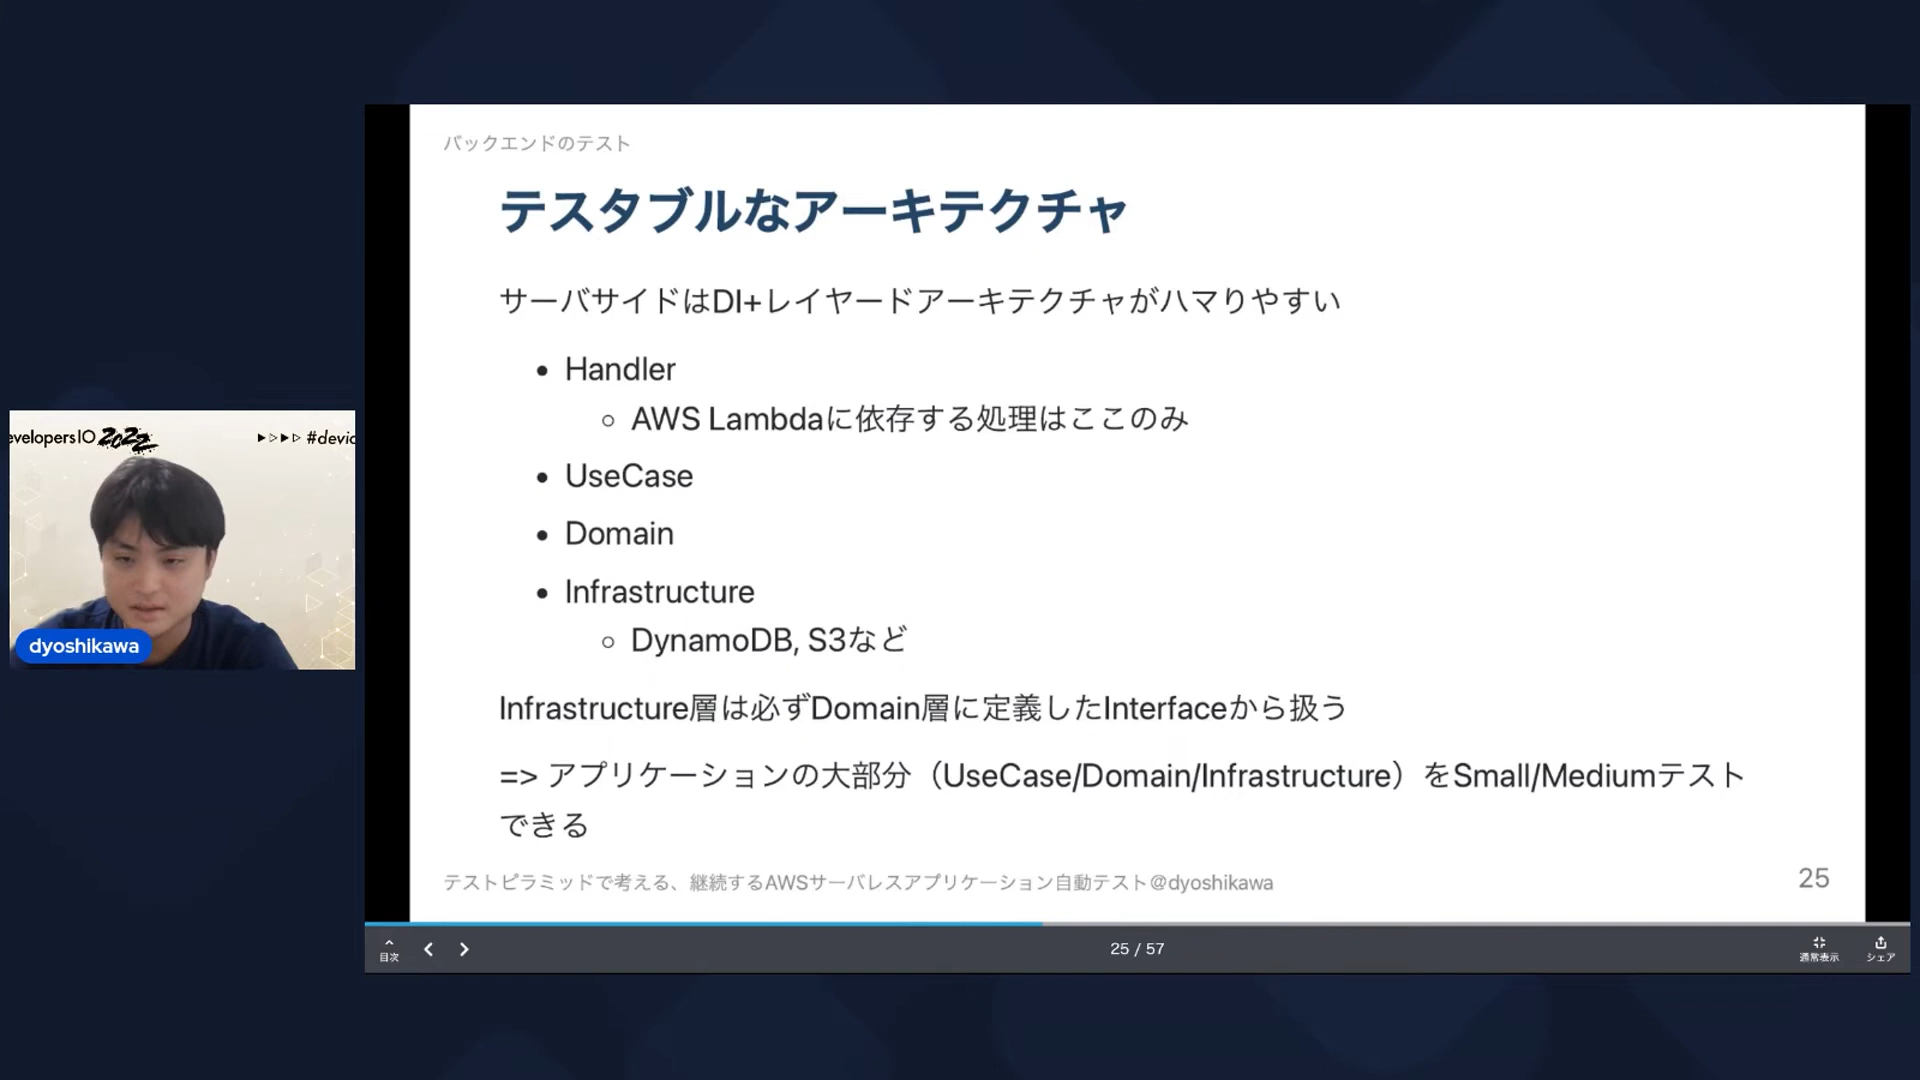 バックエンドのテスト
テスタブルなアーキテクチャ
サーバサイドはDI+レイヤードアーキテクチャがハマりやすい
• Handler
◦ AWS Lambdaに依存する処理はここのみ
• UseCase
• Domain
• Infrastructure
◦ DynamoDB, S3など
Infrastructure層は必ずDomain層に定義したInterfaceから扱う
=> アプリケーションの大部分（UseCase/Domain/Infrastructure）をSmall/Mediumテスト
できる
テストピラミッドで考える、継続するAWSサーバレスアプリケーション自動テスト@dyoshikawa
25
evelopersIO 2022
#devio
dyoshikawa
目次
25 / 57
通常表示
シェア